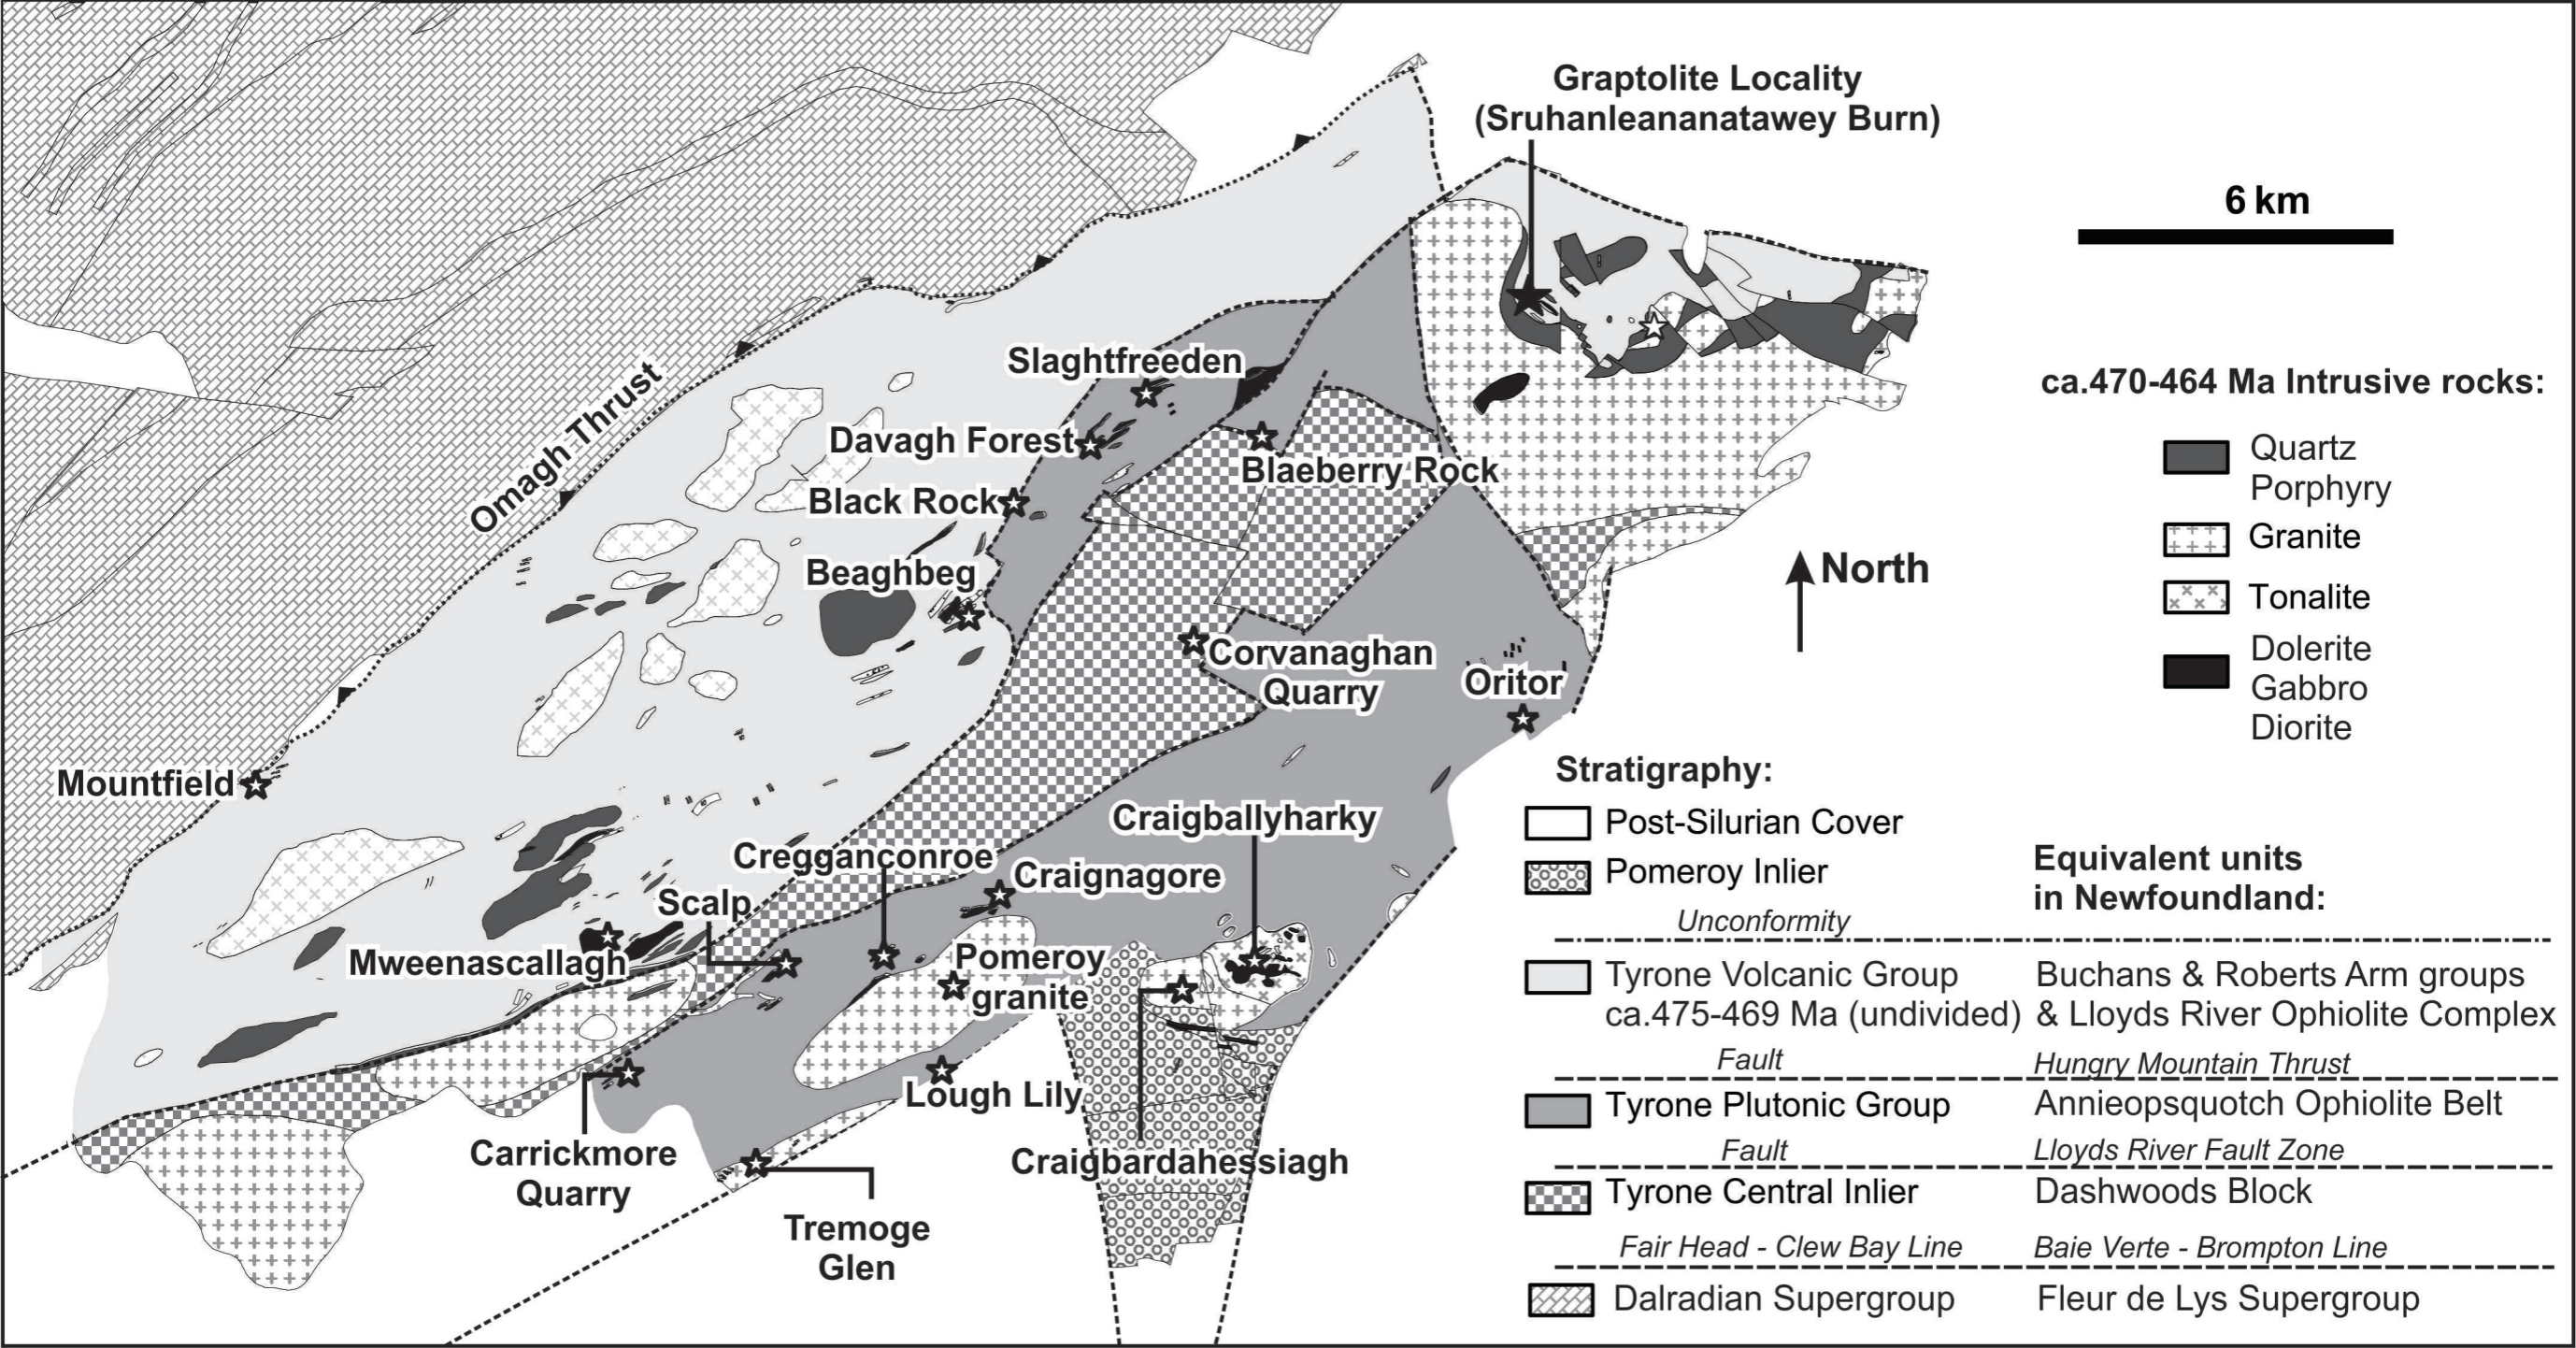 Graptolite Locality
(Sruhanleananatawey Burn)
6 km
Omagh Thrust
Slaghtfreeden
Davagh Forest
Blaeberry Rock
Black Rock
Beaghbeg
Corvanaghan
Quarry
Oritor
Mountfield
Craigballyharky
Cregganconroe
Craignagore
Scalp
Mweenascallagh
Pomeroy
granite
Lough Lily
Carrickmore
Quarry
Craigbardahessiagh
Tremoge
Glen
North
ca.470-464 Ma Intrusive rocks:
Quartz
Porphyry
Granite
Tonalite
Dolerite
Gabbro
Diorite
Stratigraphy:
Post-Silurian Cover
Pomeroy Inlier
Equivalent units
in Newfoundland:
Unconformity
Tyrone Volcanic Group Buchans & Roberts Arm groups
ca.475-469 Ma (undivided) & Lloyds River Ophiolite Complex
Fault Hungry Mountain Thrust
Tyrone Plutonic Group Annieopsquotch Ophiolite Belt
Fault Lloyds River Fault Zone
Tyrone Central Inlier Dashwoods Block
Fair Head - Clew Bay Line Baie Verte - Brompton Line
Dalradian Supergroup Fleur de Lys Supergroup